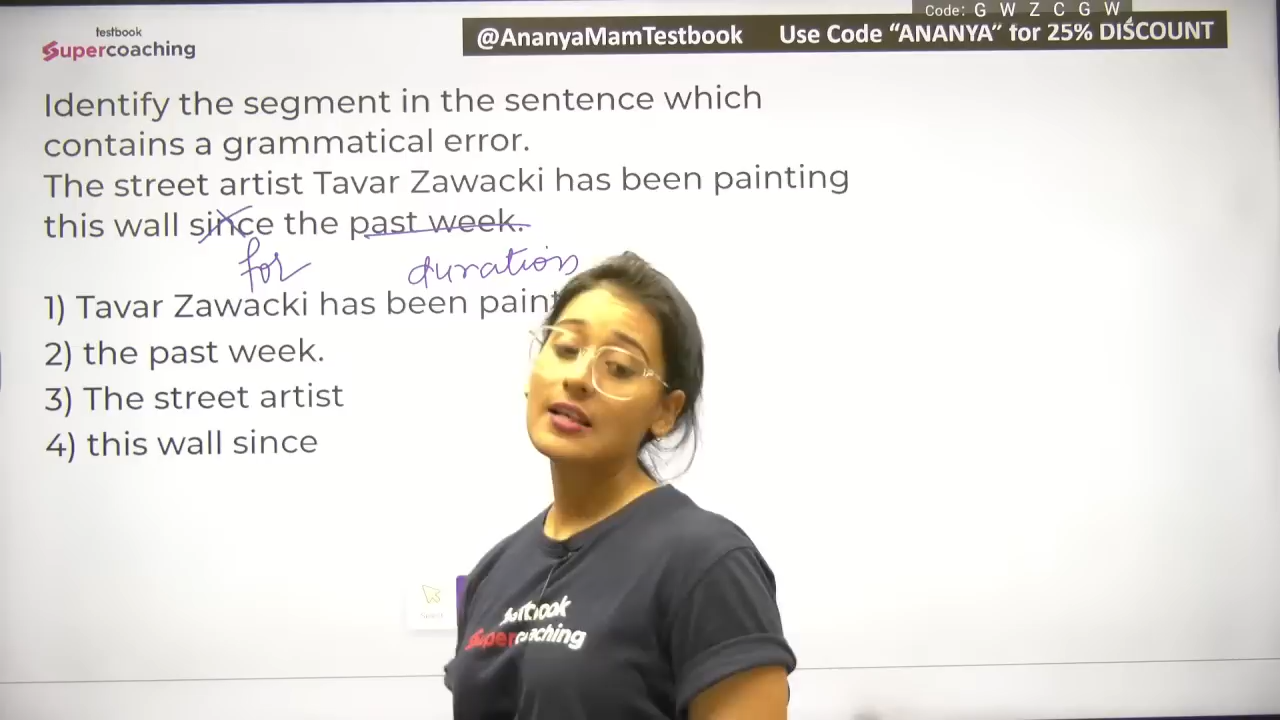 Code: G W Z C G W
testbook
Supercoaching
@AnanyaMamTestbook Use Code “ANANYA” for 25% DISCOUNT
Identify the segment in the sentence which
contains a grammatical error.
The street artist Tavar Zawacki has been painting
this wall since the past week.
for duration
1) Tavar Zawacki has been paint
2) the past week.
3) The street artist
4) this wall since
testbook
Supercoaching